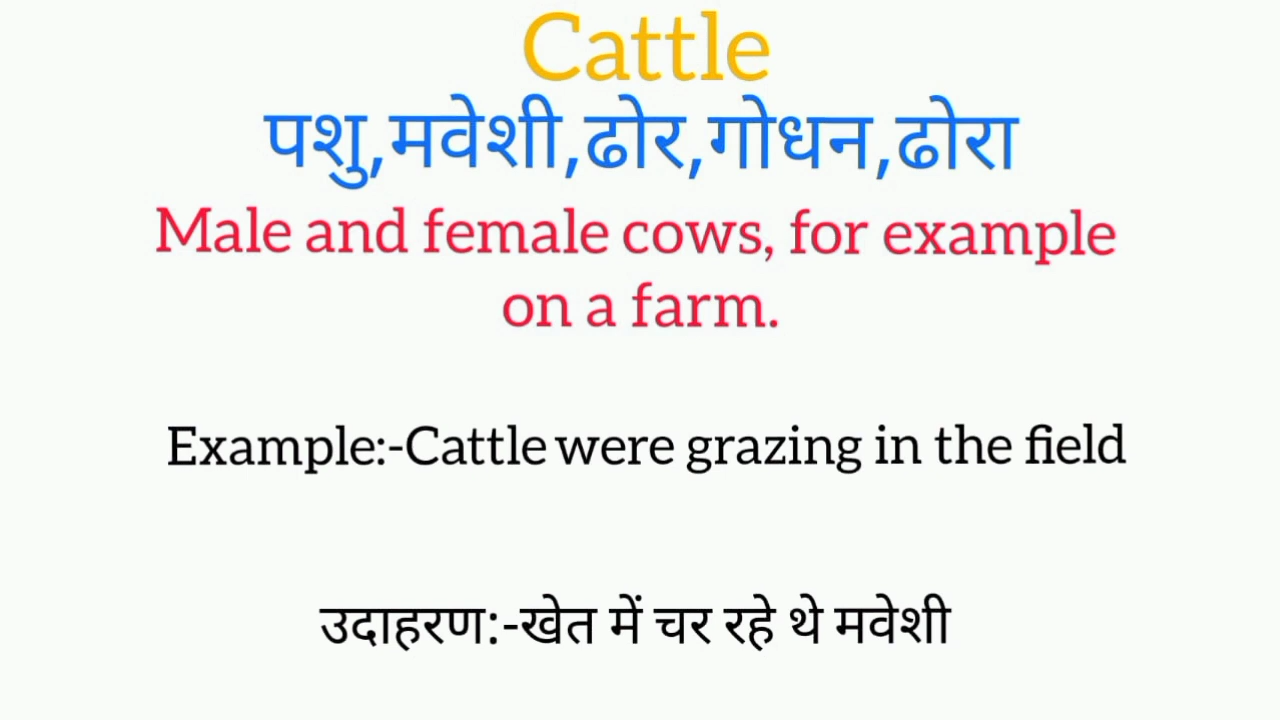 Cattle
पशु,मवेशी,ढोर,गोधन,ढोरा
Male and female cows, for example
on a farm.
Example:-Cattle were grazing in the field
उदाहरण:-खेत में चर रहे थे मवेशी